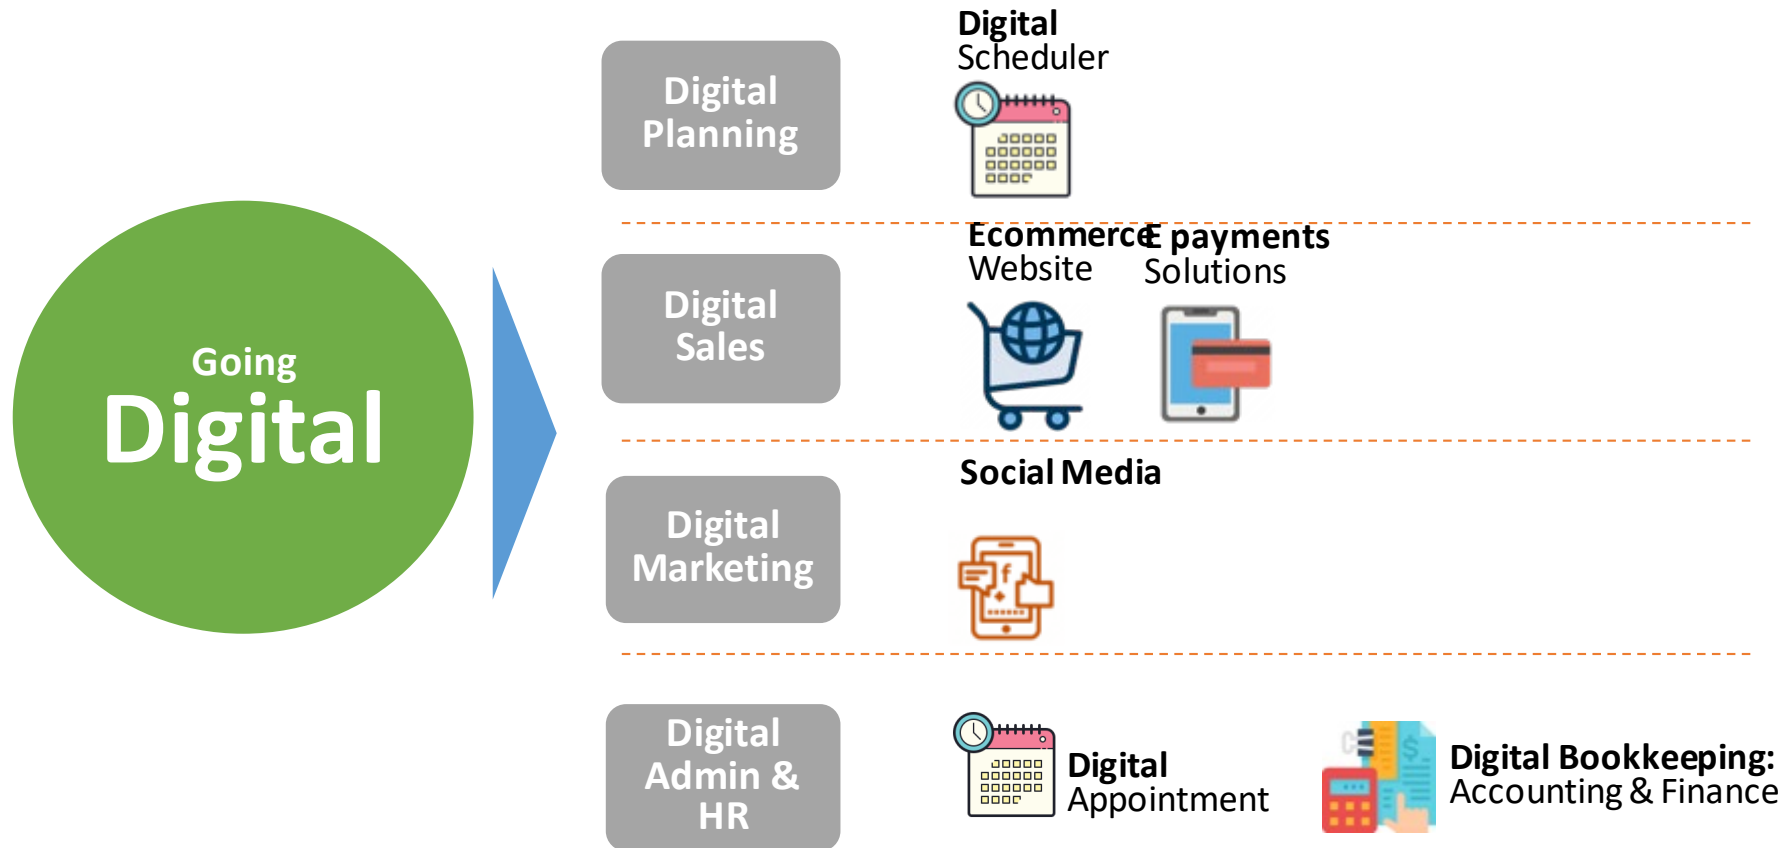 Going
Digital
Digital
Planning
Digital
Scheduler
Digital
Sales
Ecommerce
Website
E payments
Solutions
Digital
Marketing
Social Media
f
Digital
Admin &
HR
Digital
Appointment
$
Digital Bookkeeping:
Accounting & Finance